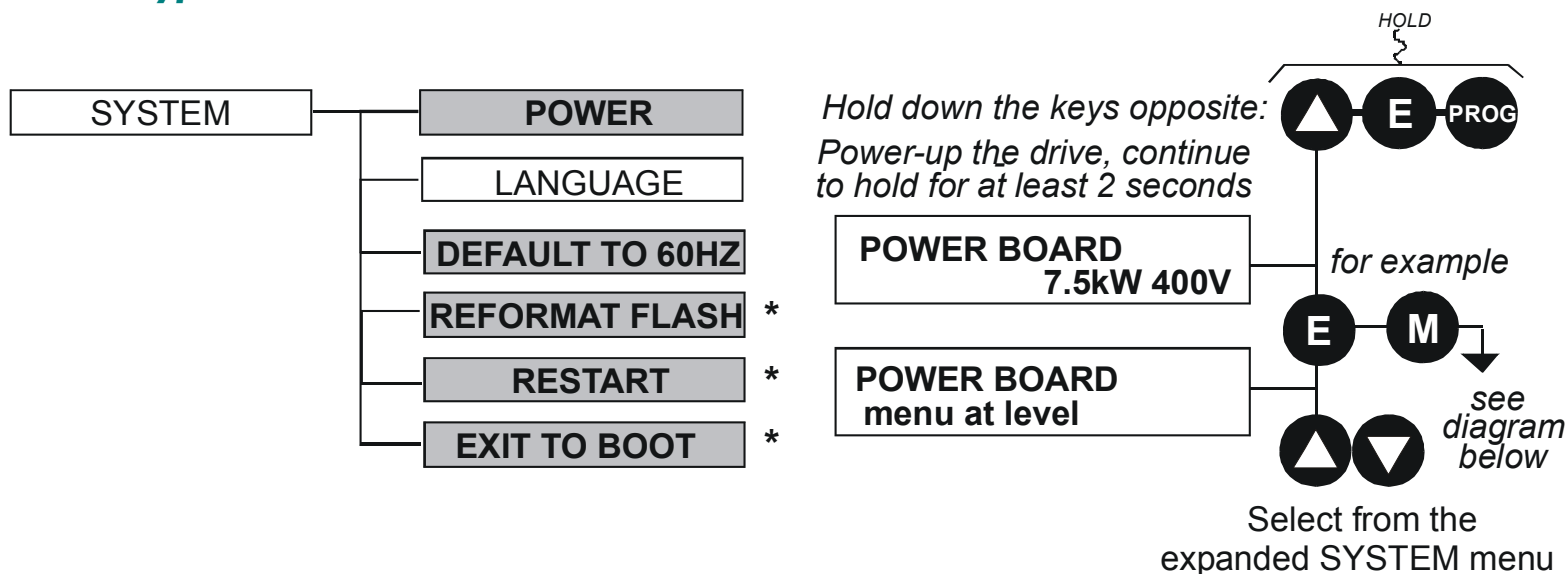 SYSTEM
POWER
LANGUAGE
DEFAULT TO 60HZ
REFORMAT FLASH *
RESTART *
EXIT TO BOOT *
HOLD
Hold down the keys opposite:
E
PROG
Power-up the drive, continue
to hold for at least 2 seconds
POWER BOARD
7.5kW 400V
for example
E
M
POWER BOARD
menu at level
see
diagram
below
Select from the
expanded SYSTEM menu